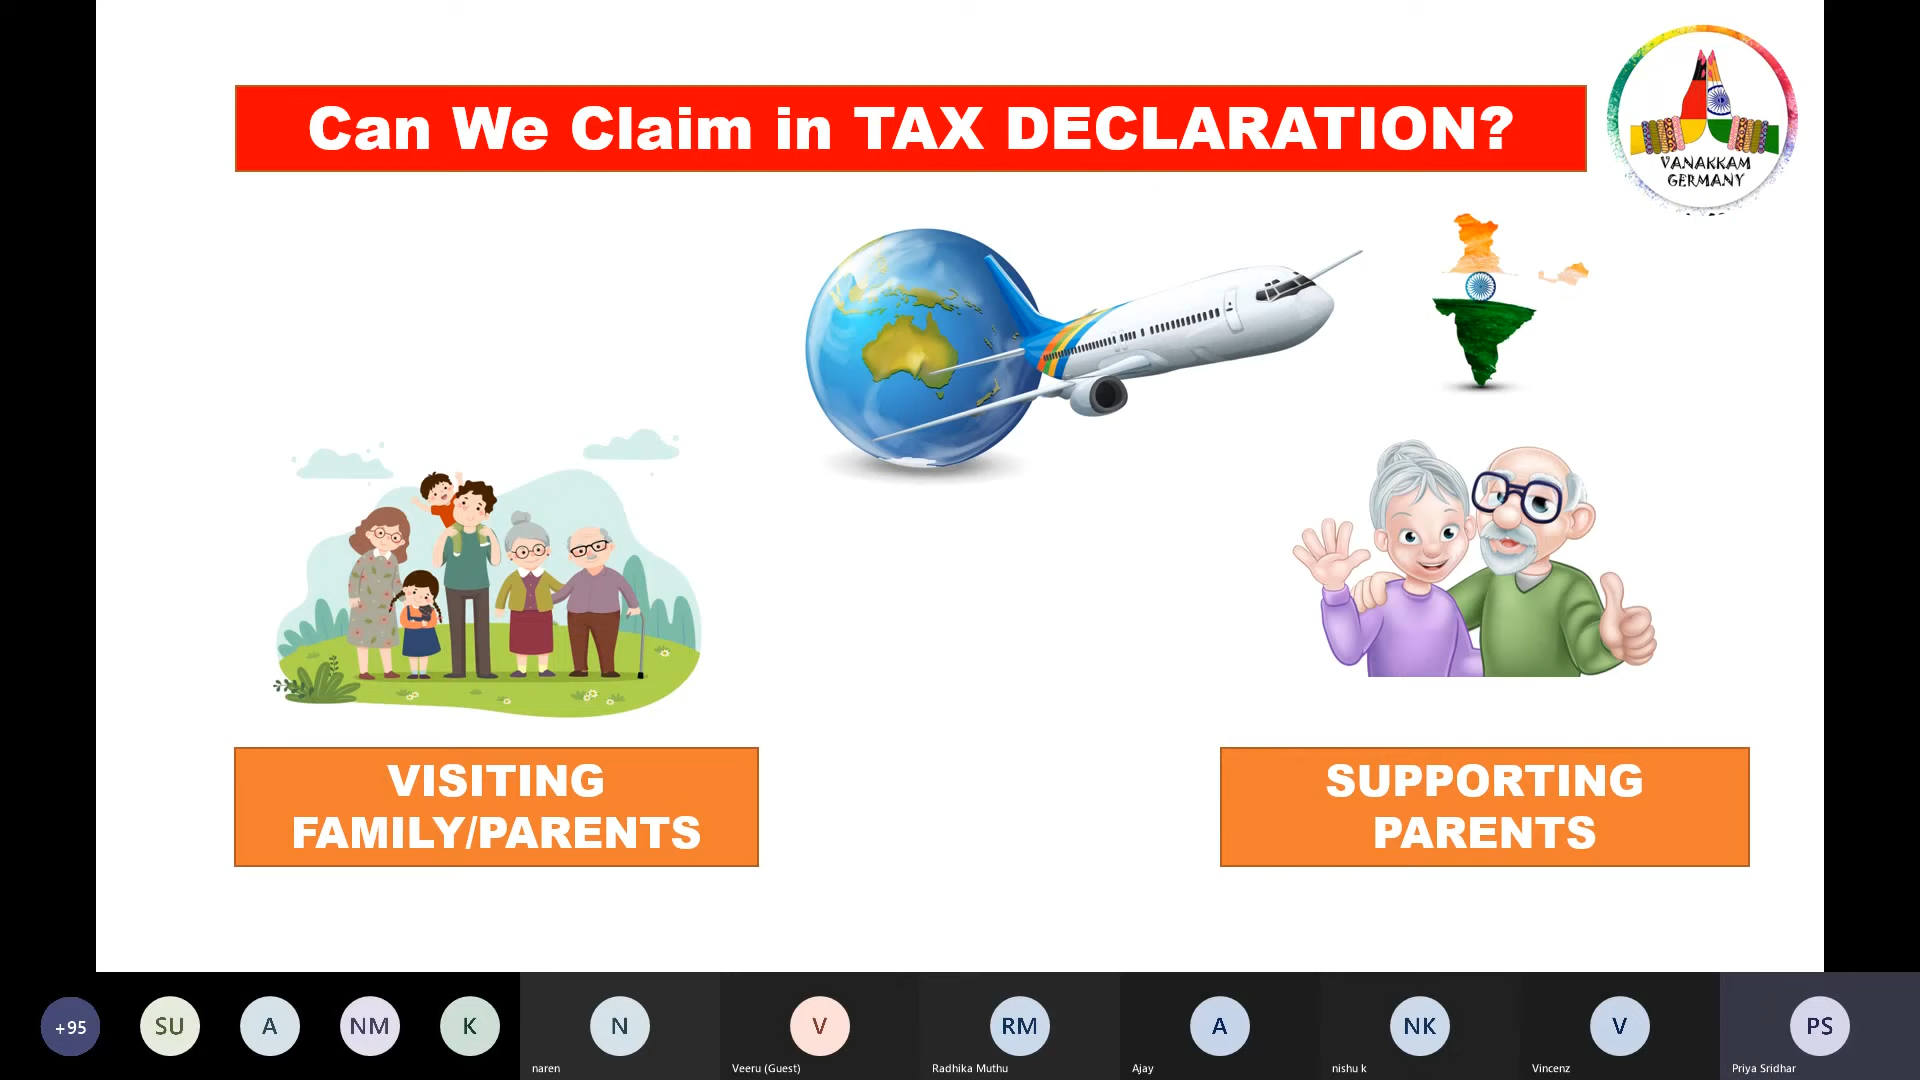 Can We Claim in TAX DECLARATION?
VANAKKAM
GERMANY
VISITING
FAMILY/PARENTS
SUPPORTING
PARENTS
+95
SU
A
NM
K
N
V
RM
A
NK
V
PS
naren
Veeru (Guest)
Radhika Muthu
Ajay
nishu k
Vincenz
Priya Sridhar